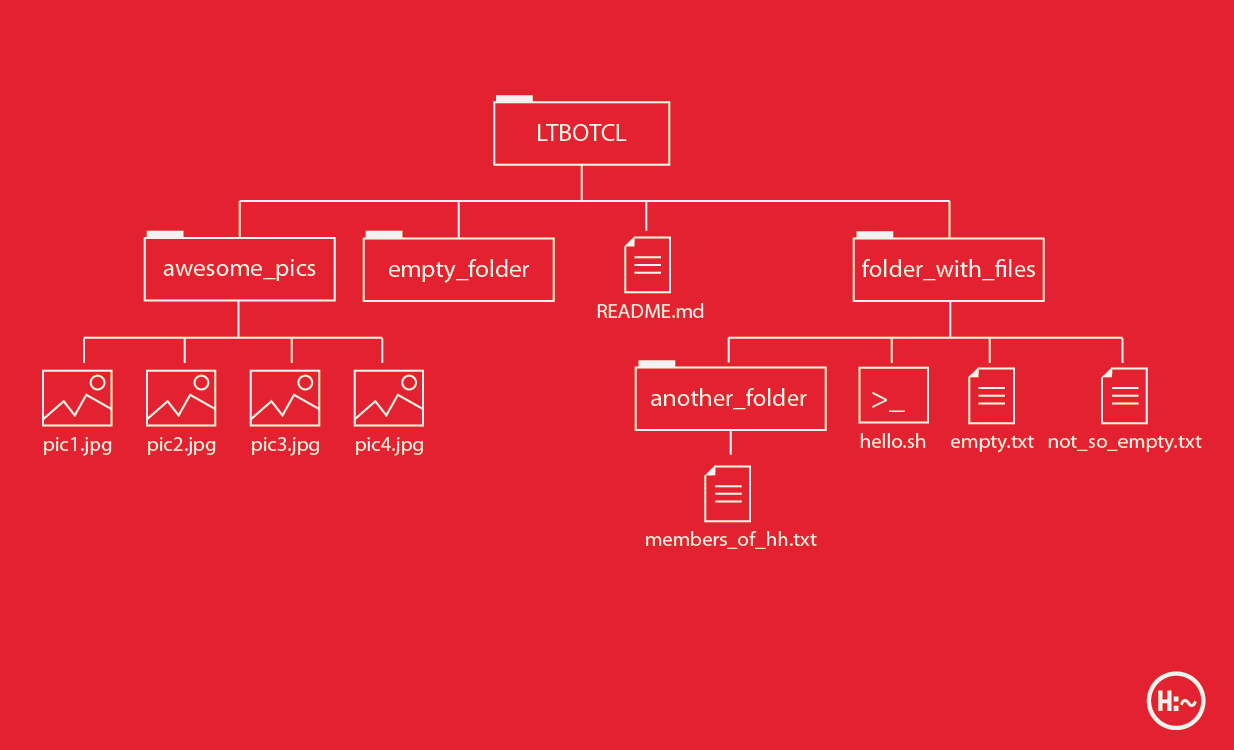 LTBOTCL
awesome_pics
empty_folder
README.md
folder_with_files
pic1.jpg
pic2.jpg
pic3.jpg
pic4.jpg
another_folder
>_
hello.sh
empty.txt
not_so_empty.txt
members_of_hh.txt
H:~